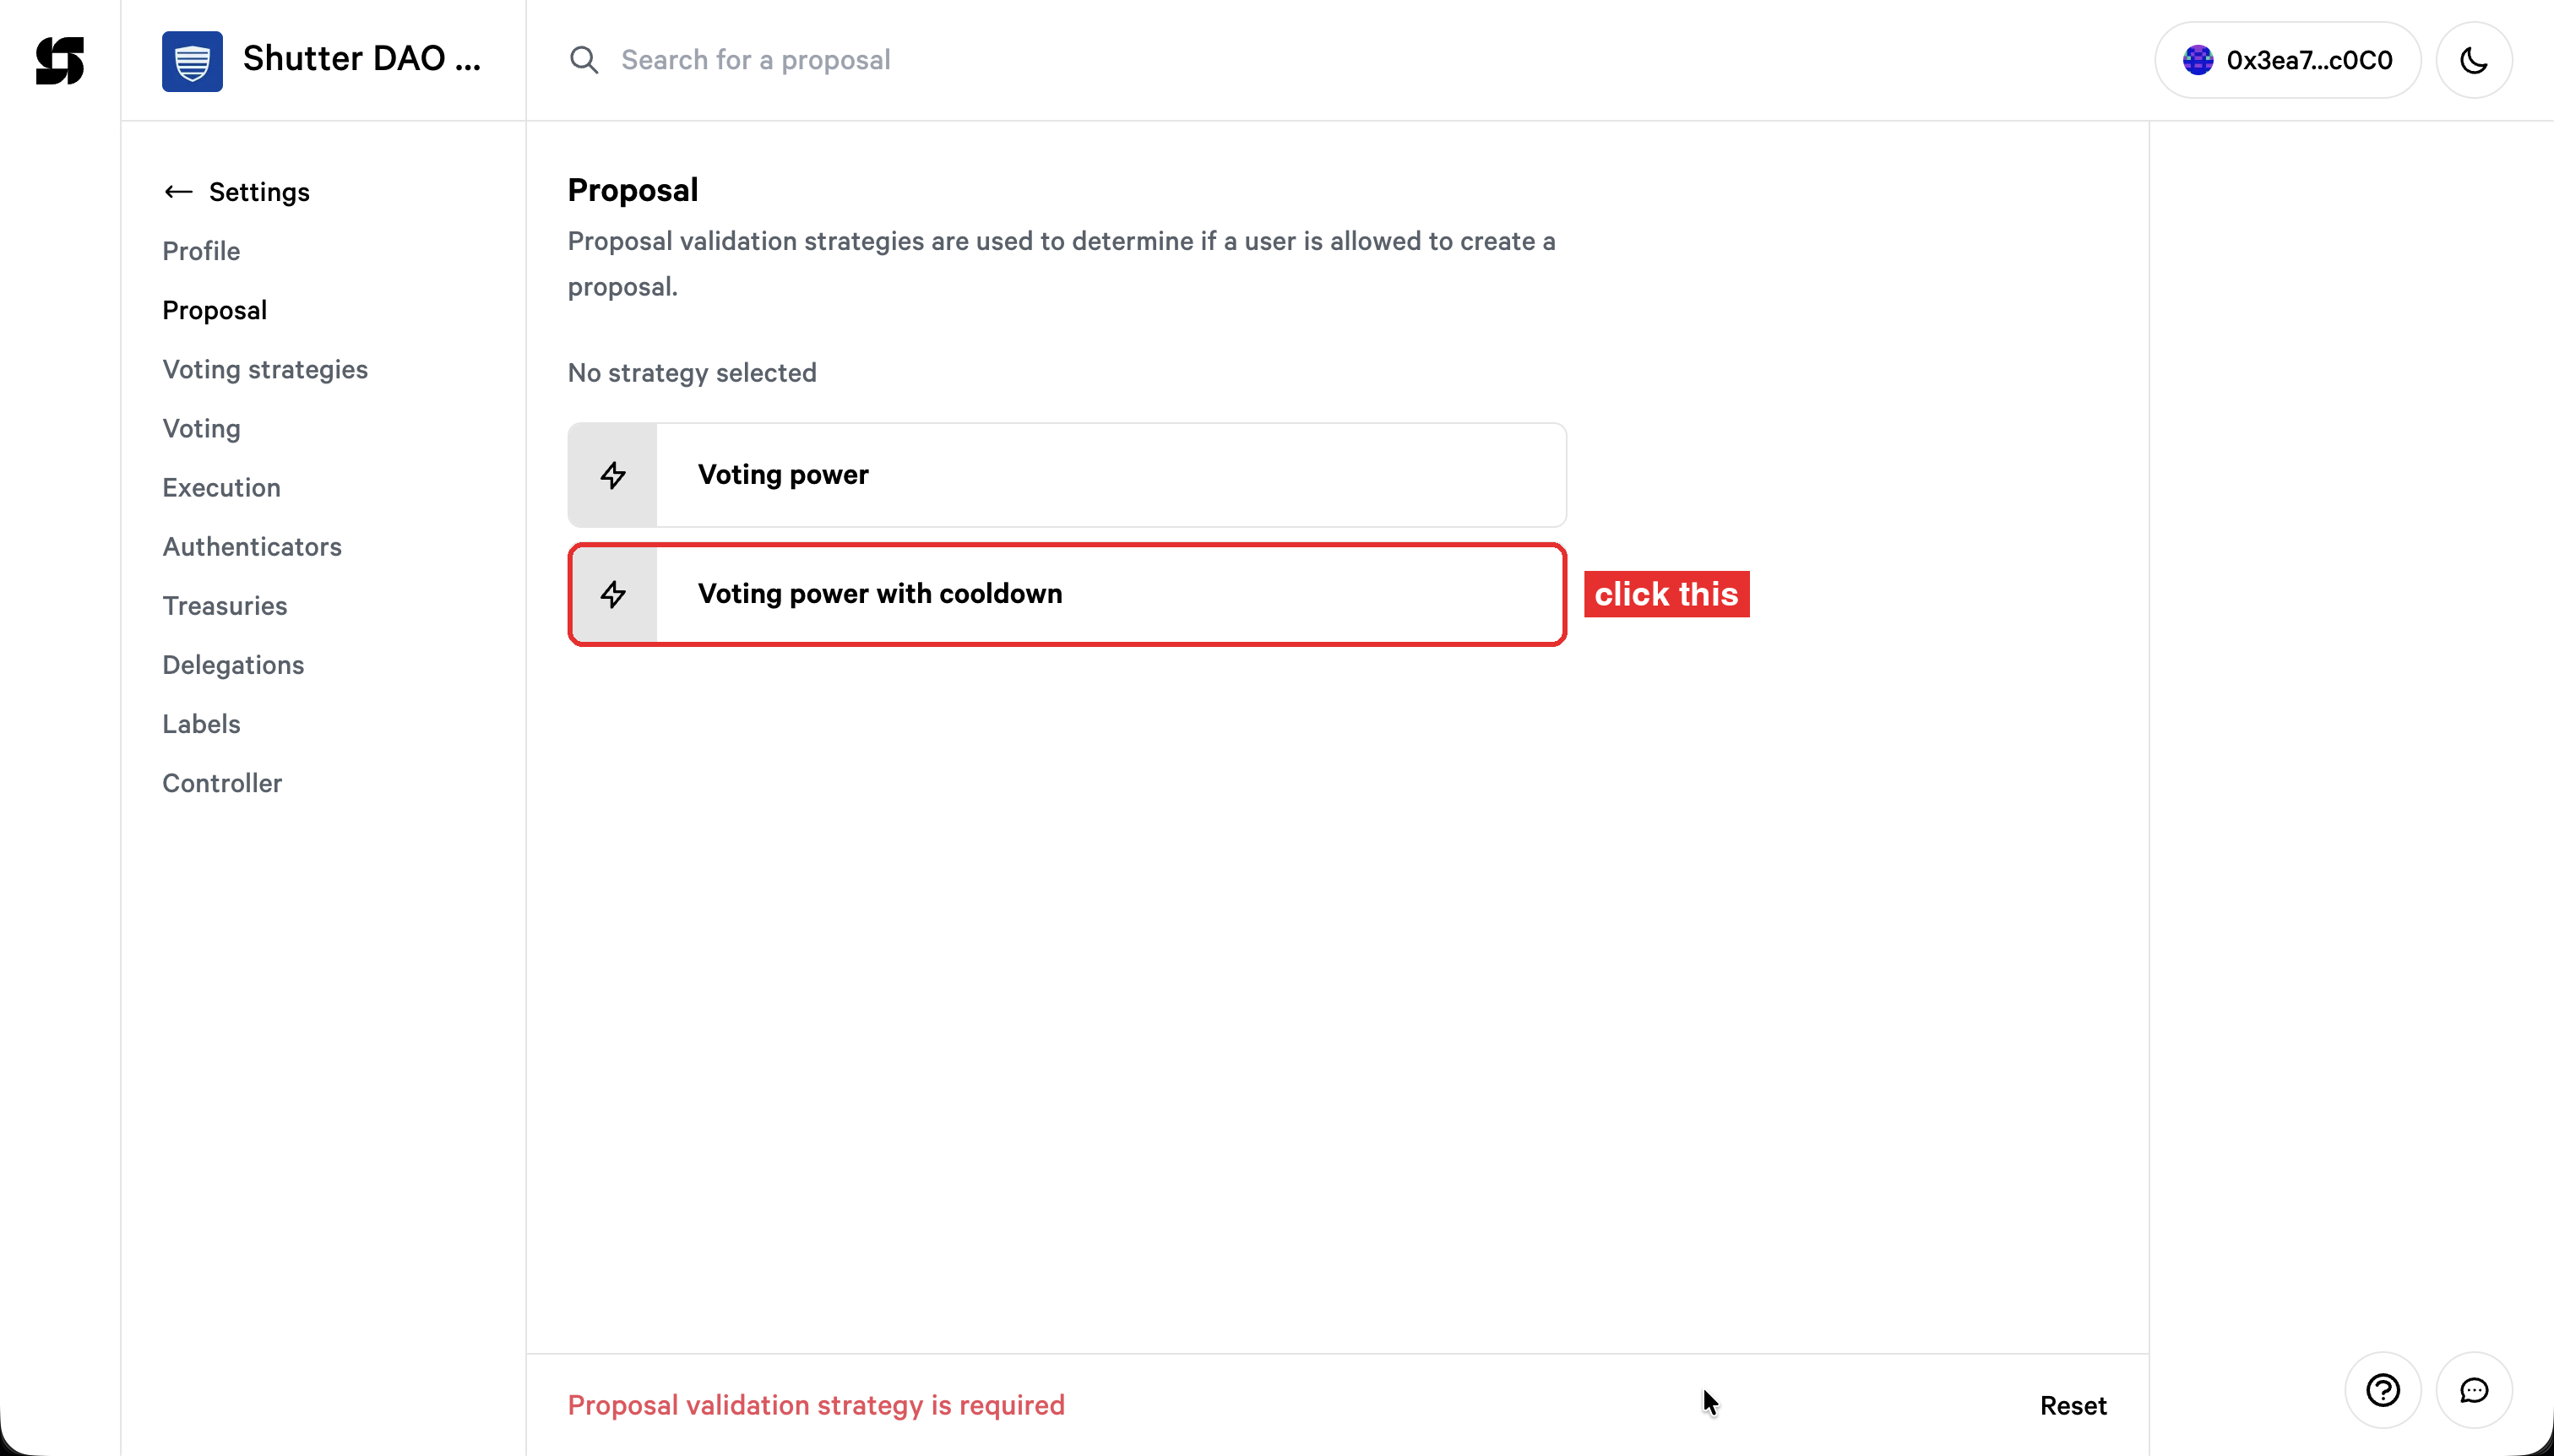 Shutter DAO ...
Search for a proposal
0x3ea7...c0C0
Settings
Profile
Proposal
Voting strategies
Voting
Execution
Authenticators
Treasuries
Delegations
Labels
Controller
Proposal
Proposal validation strategies are used to determine if a user is allowed to create a
proposal.
No strategy selected
Voting power
Voting power with cooldown
click this
Proposal validation strategy is required
Reset